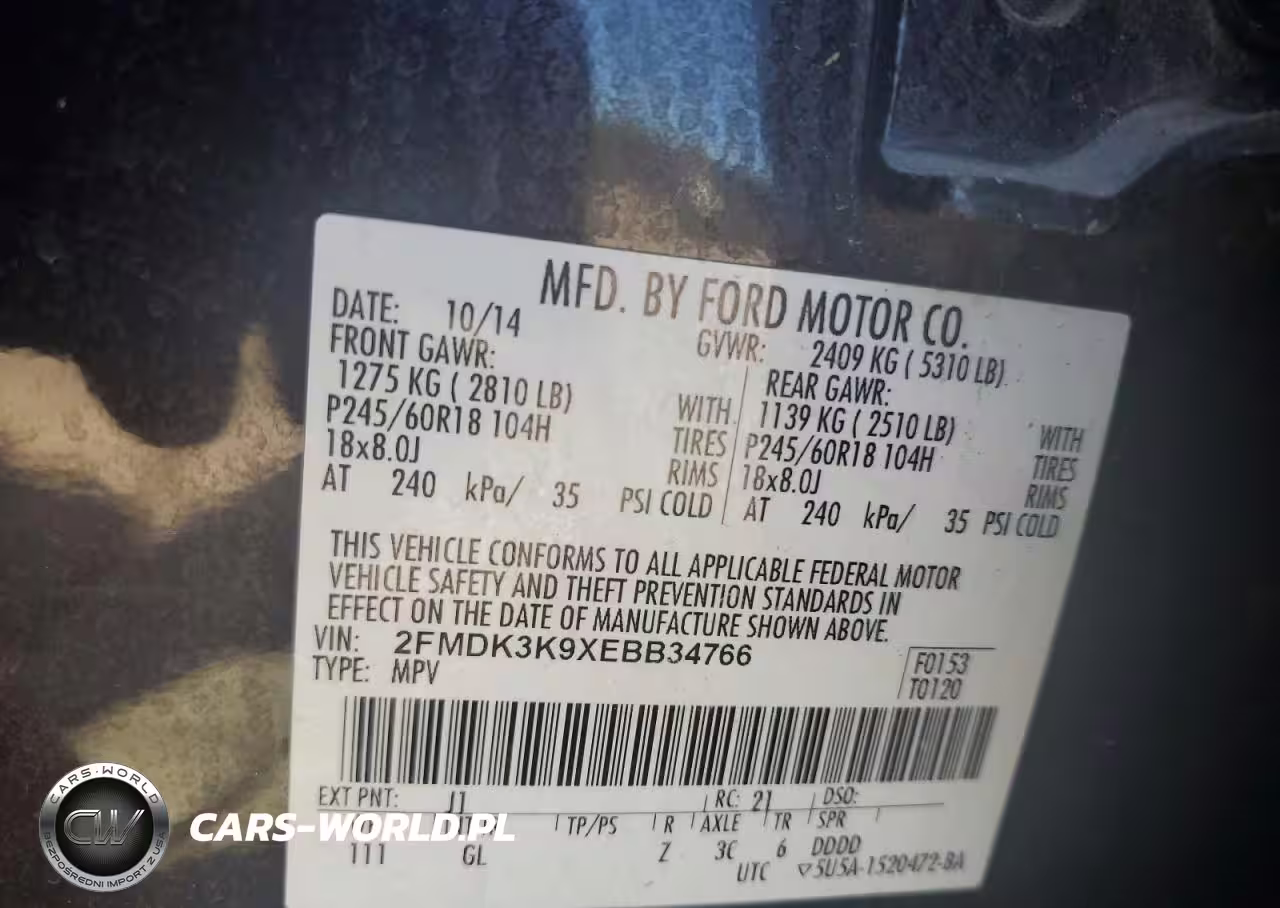 MFD. BY FORD MOTOR CO.
DATE: 10/14 GVWR: 2409 KG ( 5310 LB)
FRONT GAWR: REAR GAWR:
1275 KG ( 2810 LB) WITH 1139 KG ( 2510 LB) WITH
P245/60R18 104H TIRES P245/60R18 104H TIRES
18x8.0J RIMS 18x8.0J RIMS
AT 240 kPa/ 35 PSI COLD AT 240 kPa/ 35 PSI COLD
THIS VEHICLE CONFORMS TO ALL APPLICABLE FEDERAL MOTOR
VEHICLE SAFETY AND THEFT PREVENTION STANDARDS IN
EFFECT ON THE DATE OF MANUFACTURE SHOWN ABOVE.
VIN: 2FMDK3K9XEBB34766
TYPE: MPV
F0153
T0120
EXT PNT: J1 RC: 21 DSO:
TP/PS R AXLE TR SPR
111 GL Z 3C 6 DDDD
UTC ▽5U5A-1520472-BA
CARS-WORLD
CW
BEZPOŚREDNI IMPORT Z USA
CARS-WORLD.PL